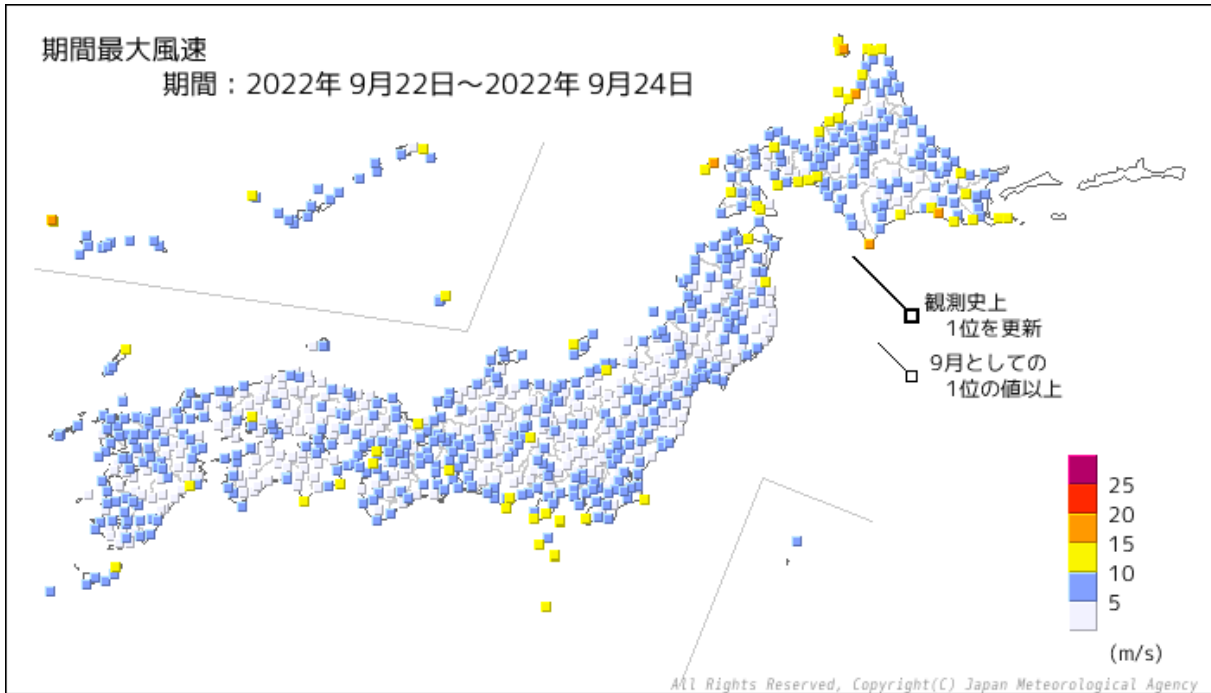 期間最大風速
期間：2022年 9月22日～2022年 9月24日
観測史上
1位を更新
9月としての
1位の値以上
25
20
15
10
5
(m/s)
All Rights Reserved, Copyright(C) Japan Meteorological Agency